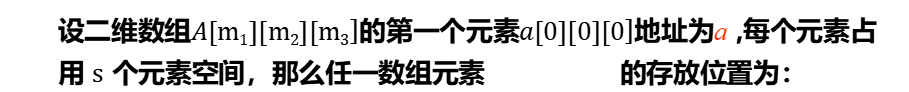 设二维数组A[m₁][m₂][m₃]的第一个元素a[0][0][0]地址为a ,每个元素占
用 s 个元素空间，那么任一数组元素 的存放位置为：